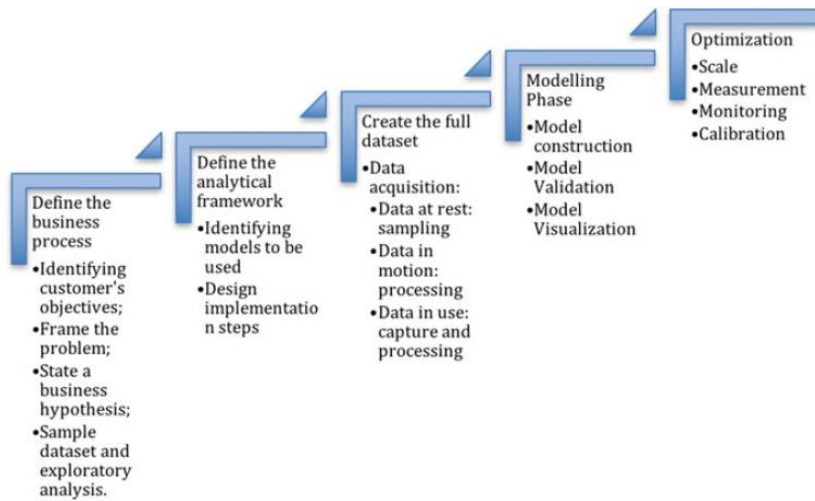 Define the
business
process
•Identifying
customer's
objectives;
•Frame the
problem;
•State a
business
hypothesis;
•Sample
dataset and
exploratory
analysis.
Define the
analytical
framework
•Identifying
models to be
used
•Design
implementatio
n steps
Create the full
dataset
•Data
acquisition:
•Data at rest:
sampling
•Data in
motion:
processing
•Data in use:
capture and
processing
Modelling
Phase
•Model
construction
•Model
Validation
•Model
Visualization
Optimization
•Scale
•Measurement
•Monitoring
•Calibration